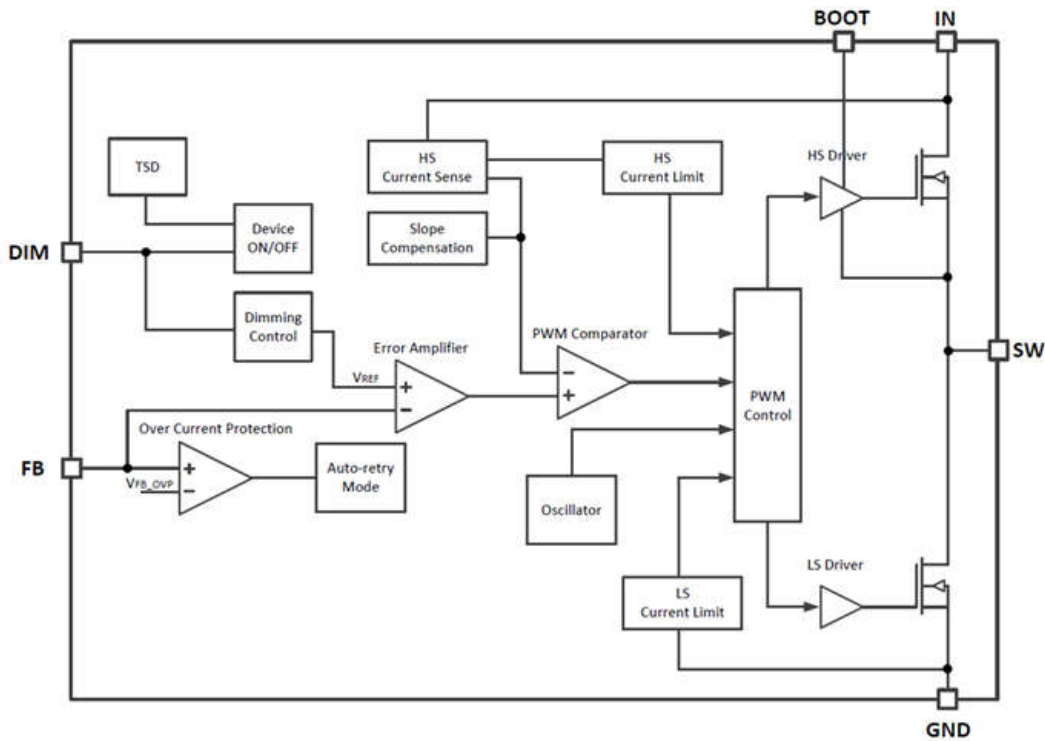 BOOT
IN
TSD
HS
Current Sense
HS
Current Limit
HS Driver
DIM
Device
ON/OFF
Slope
Compensation
Dimming
Control
Error Amplifier
PWM Comparator
VREF
+
−
−
+
SW
PWM
Control
Over Current Protection
FB
+
VFB_OVP
−
Auto-retry
Mode
Oscillator
LS Driver
LS
Current Limit
GND